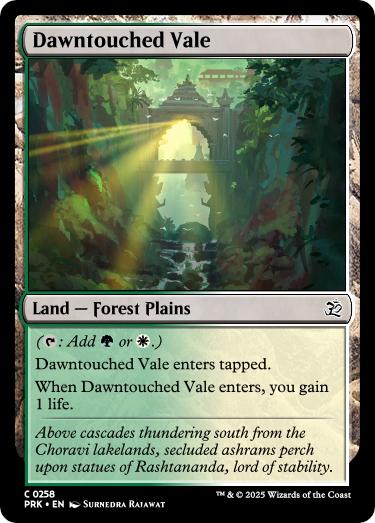 Dawntouched Vale
Land — Forest Plains
(: Add or .)
Dawntouched Vale enters tapped.
When Dawntouched Vale enters, you gain
1 life.
Above cascades thundering south from the
Choravi lakelands, secluded ashrams perch
upon statues of Rashtananda, lord of stability.
C 0258
PRK • EN Surnedra Rajawat
™ & © 2025 Wizards of the Coast